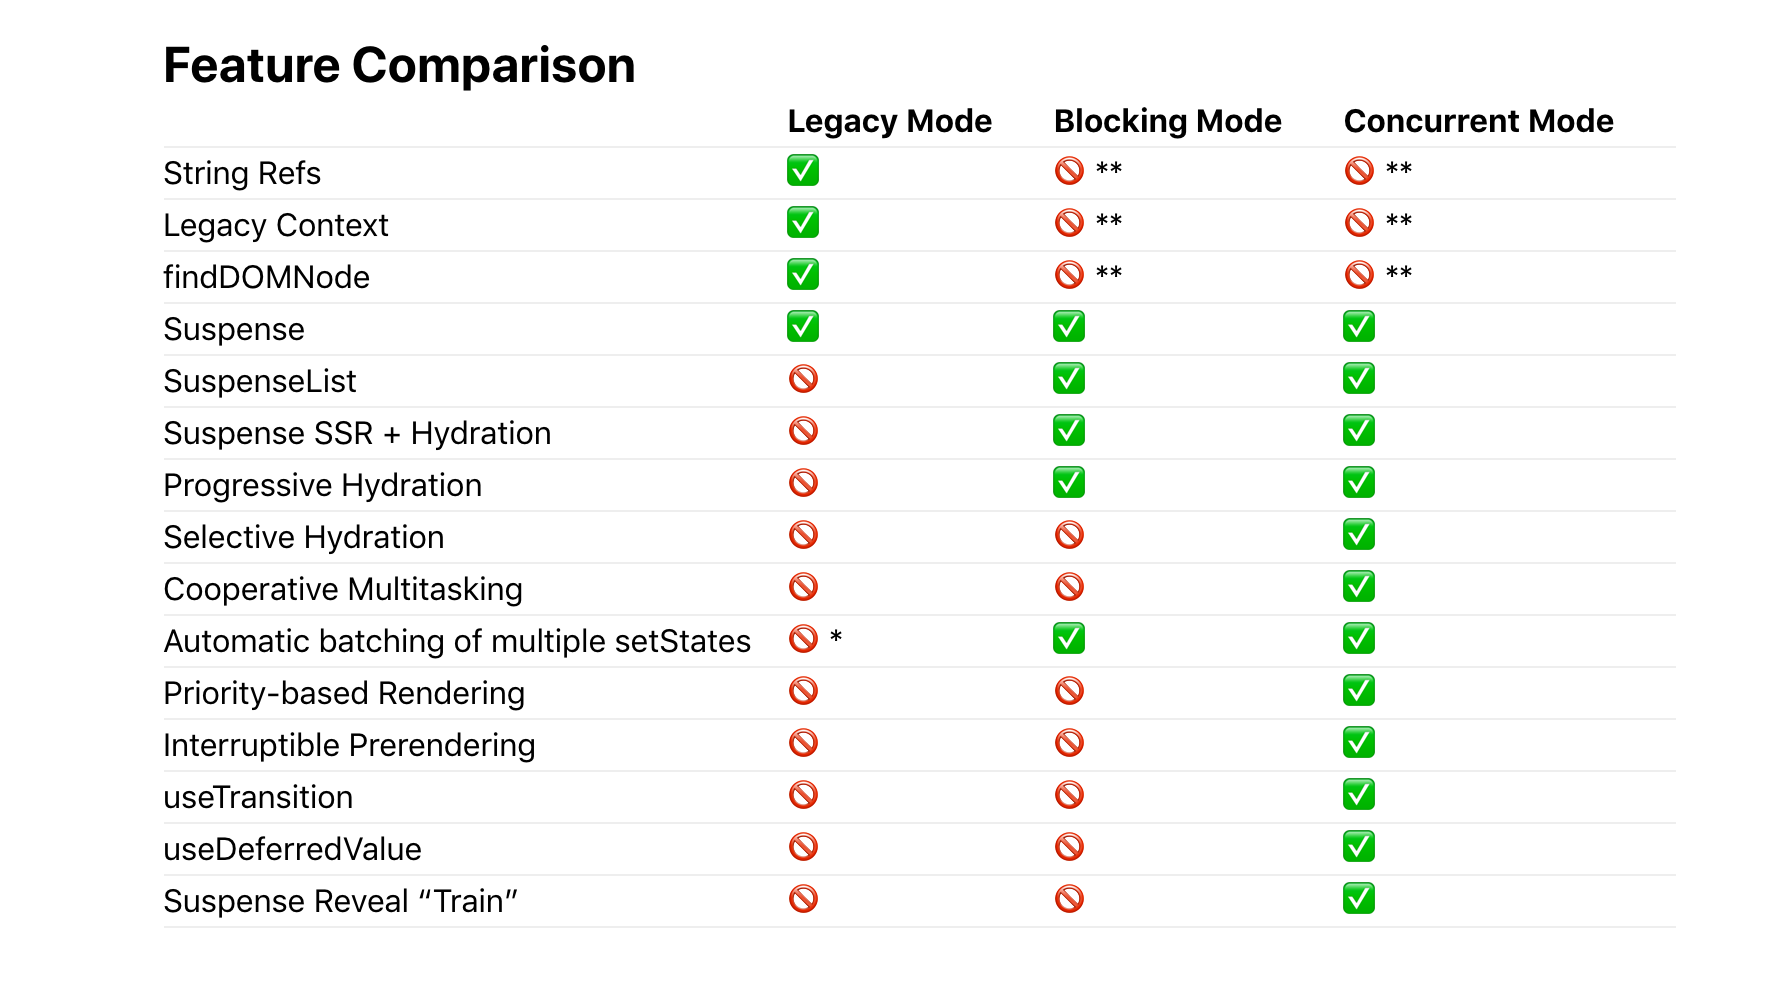 Feature Comparison
Legacy Mode Blocking Mode Concurrent Mode
String Refs ✅ 🚫 ** 🚫 **
Legacy Context ✅ 🚫 ** 🚫 **
findDOMNode ✅ 🚫 ** 🚫 **
Suspense ✅ ✅ ✅
SuspenseList 🚫 ✅ ✅
Suspense SSR + Hydration 🚫 ✅ ✅
Progressive Hydration 🚫 ✅ ✅
Selective Hydration 🚫 🚫 ✅
Cooperative Multitasking 🚫 🚫 ✅
Automatic batching of multiple setStates 🚫 * ✅ ✅
Priority-based Rendering 🚫 🚫 ✅
Interruptible Prerendering 🚫 🚫 ✅
useTransition 🚫 🚫 ✅
useDeferredValue 🚫 🚫 ✅
Suspense Reveal “Train” 🚫 🚫 ✅